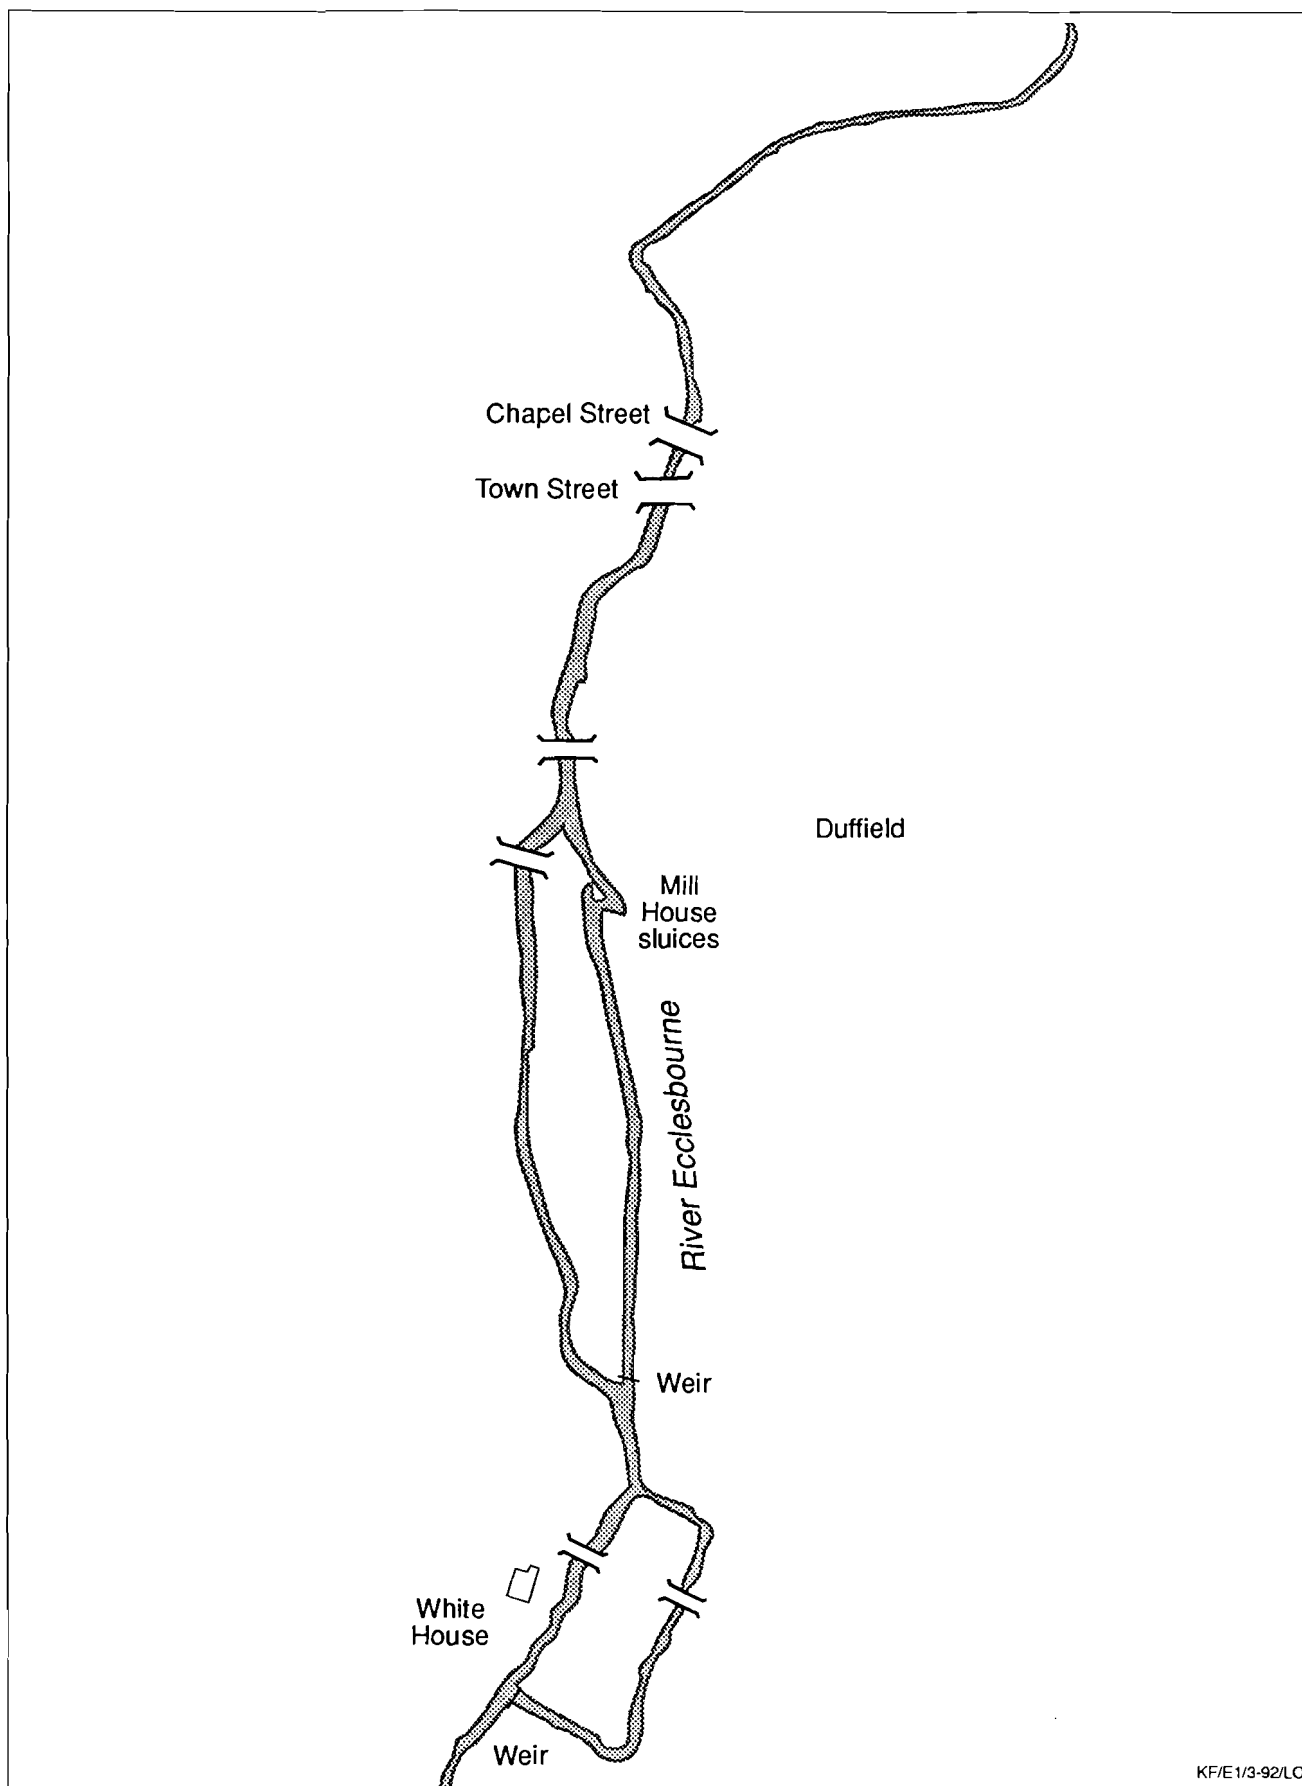 Chapel Street
Town Street
Duffield
Mill
House
sluices
River Ecclesbourne
Weir
White
House
Weir
KF/E1/3-92/LC